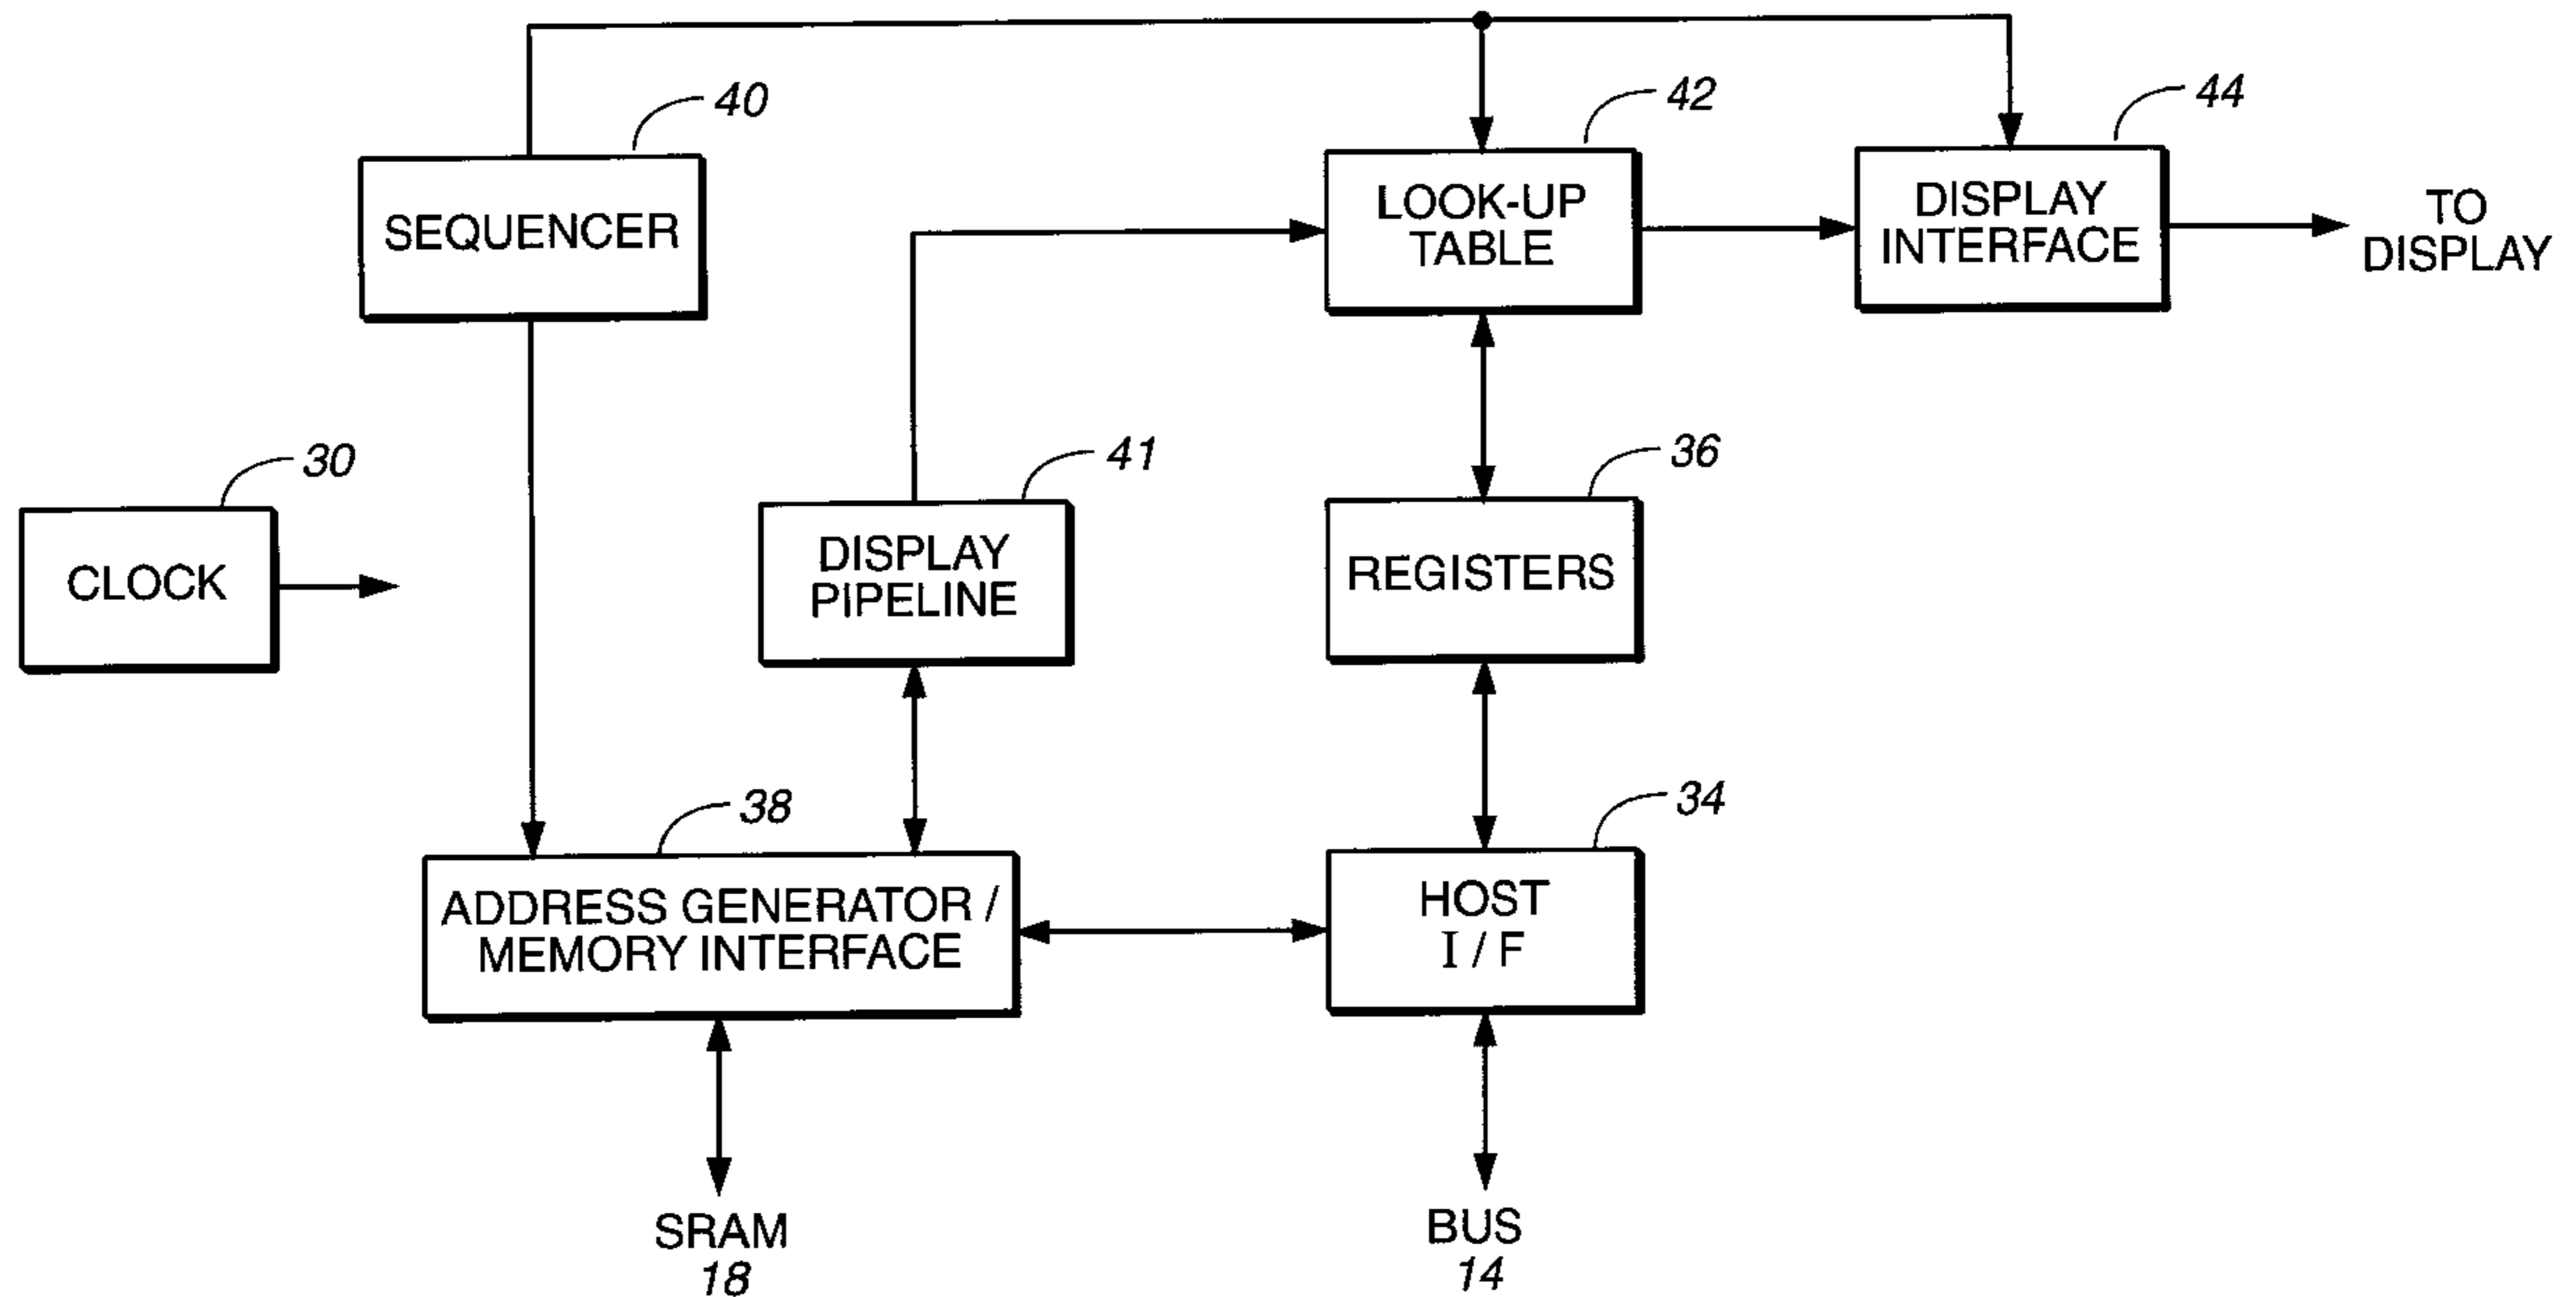 40
SEQUENCER
42
LOOK-UP
TABLE
44
DISPLAY
INTERFACE
TO
DISPLAY
30
CLOCK
41
DISPLAY
PIPELINE
36
REGISTERS
38
ADDRESS GENERATOR /
MEMORY INTERFACE
34
HOST
I / F
SRAM
18
BUS
14